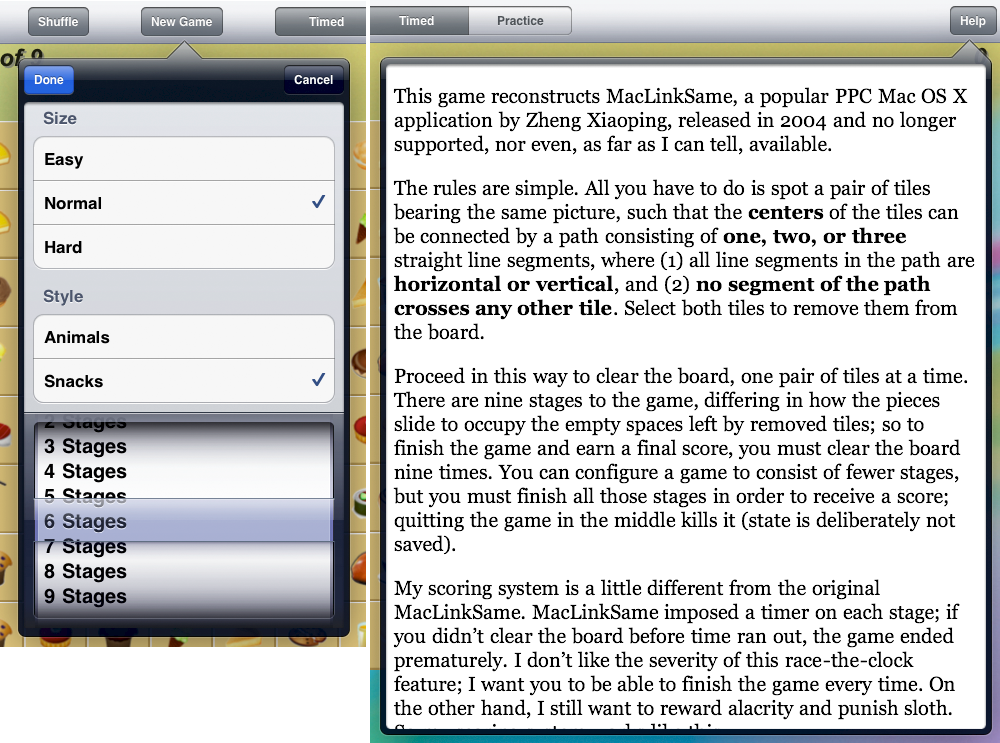 Shuffle
New Game
Timed
of 9
Done
Cancel
Size
Easy
Normal
Hard
Style
Animals
Snacks
2 Stages
3 Stages
4 Stages
5 Stages
6 Stages
7 Stages
8 Stages
9 Stages
Timed
Practice
Help
This game reconstructs MacLinkSame, a popular PPC Mac OS X
application by Zheng Xiaoping, released in 2004 and no longer
supported, nor even, as far as I can tell, available.
The rules are simple. All you have to do is spot a pair of tiles
bearing the same picture, such that the centers of the tiles can
be connected by a path consisting of one, two, or three
straight line segments, where (1) all line segments in the path are
horizontal or vertical, and (2) no segment of the path
crosses any other tile. Select both tiles to remove them from
the board.
Proceed in this way to clear the board, one pair of tiles at a time.
There are nine stages to the game, differing in how the pieces
slide to occupy the empty spaces left by removed tiles; so to
finish the game and earn a final score, you must clear the board
nine times. You can configure a game to consist of fewer stages,
but you must finish all those stages in order to receive a score;
quitting the game in the middle kills it (state is deliberately not
saved).
My scoring system is a little different from the original
MacLinkSame. MacLinkSame imposed a timer on each stage; if
you didn't clear the board before time ran out, the game ended
prematurely. I don't like the severity of this race-the-clock
feature; I want you to be able to finish the game every time. On
the other hand, I still want to reward alacrity and punish sloth.